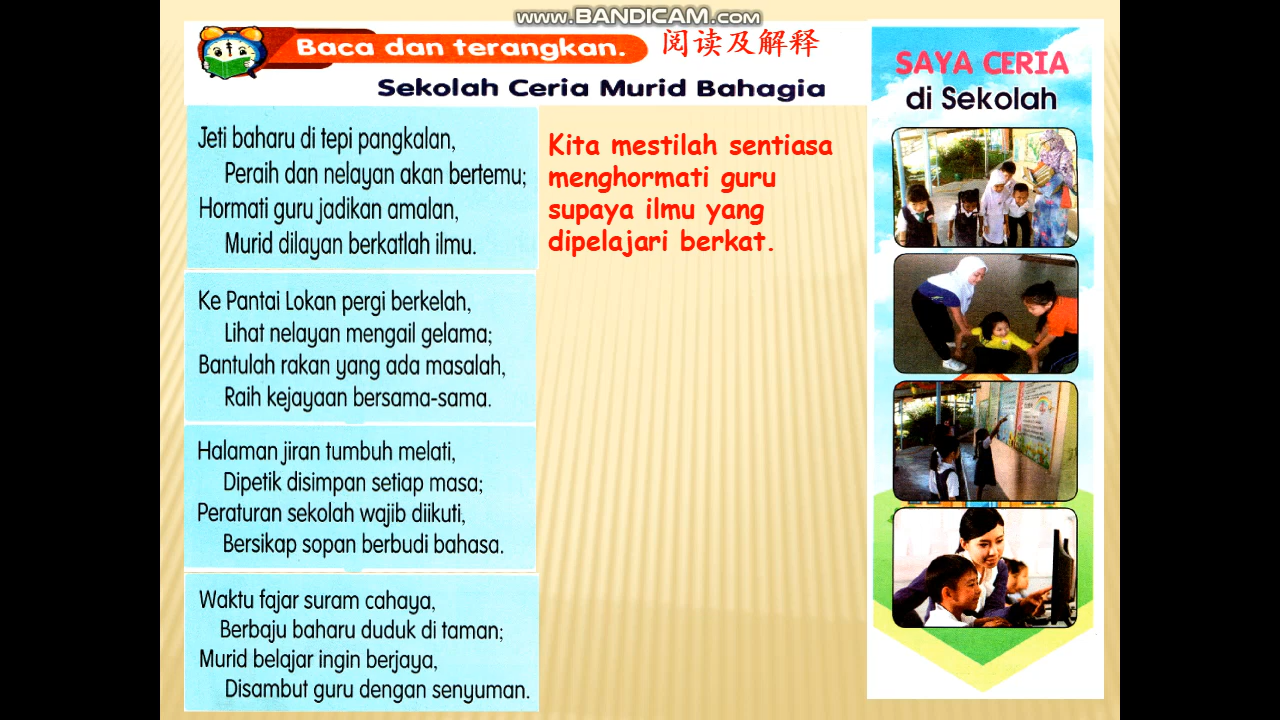 www.BANDICAM.com
Baca dan terangkan. 阅读及解释
Sekolah Ceria Murid Bahagia
Jeti baharu di tepi pangkalan,
Peraih dan nelayan akan bertemu;
Hormati guru jadikan amalan,
Murid dilayan berkatlah ilmu.
Kita mestilah sentiasa
menghormati guru
supaya ilmu yang
dipelajari berkat.
Ke Pantai Lokan pergi berkelah,
Lihat nelayan mengail gelama;
Bantulah rakan yang ada masalah,
Raih kejayaan bersama-sama.
Halaman jiran tumbuh melati,
Dipetik disimpan setiap masa;
Peraturan sekolah wajib diikuti,
Bersikap sopan berbudi bahasa.
Waktu fajar suram cahaya,
Berbaju baharu duduk di taman;
Murid belajar ingin berjaya,
Disambut guru dengan senyuman.
SAYA CERIA
di Sekolah